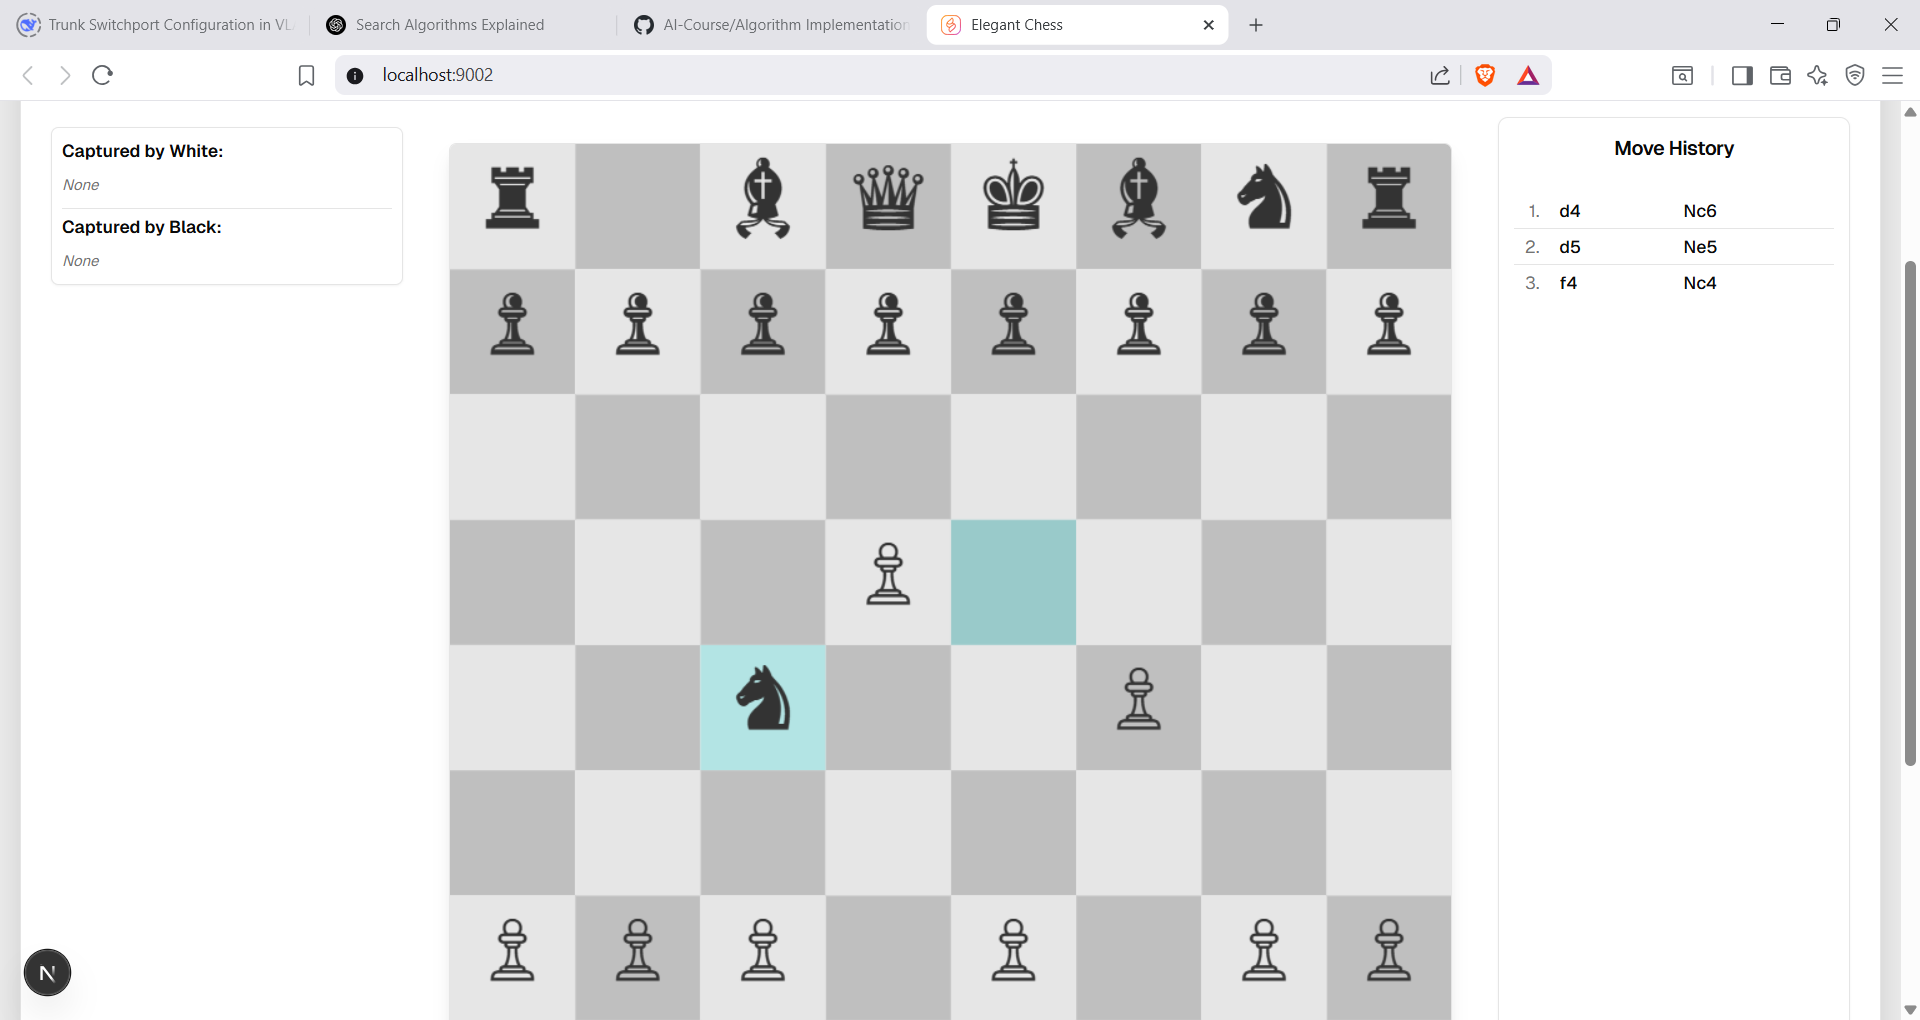 Trunk Switchport Configuration in VL
Search Algorithms Explained
AI-Course/Algorithm Implementation
Elegant Chess
localhost:9002
Captured by White:
None
Captured by Black:
None
Move History
1. d4 Nc6
2. d5 Ne5
3. f4 Nc4
N